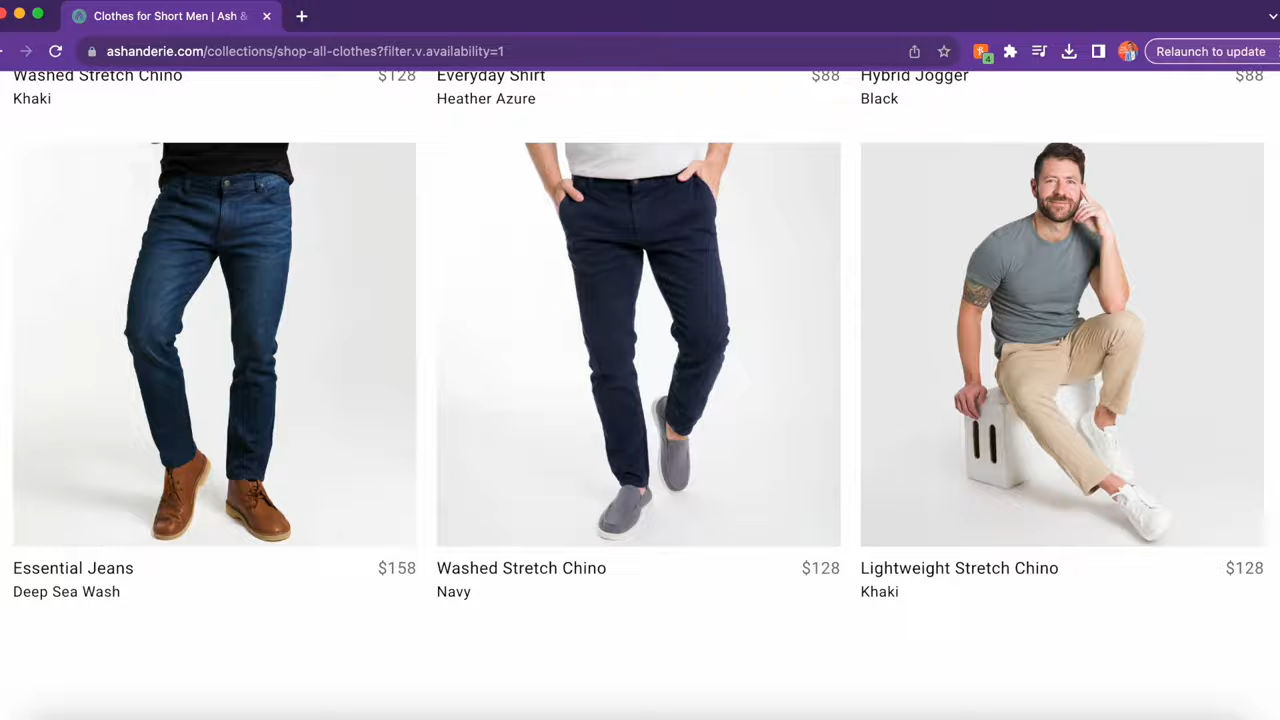 Clothes for Short Men | Ash &
ashanderie.com/collections/shop-all-clothes?filter.v.availability=1
4
Relaunch to update
Washed Stretch Chino $128
Khaki
Everyday Shirt $88
Heather Azure
Hybrid Jogger $88
Black
Essential Jeans $158
Deep Sea Wash
Washed Stretch Chino $128
Navy
Lightweight Stretch Chino $128
Khaki